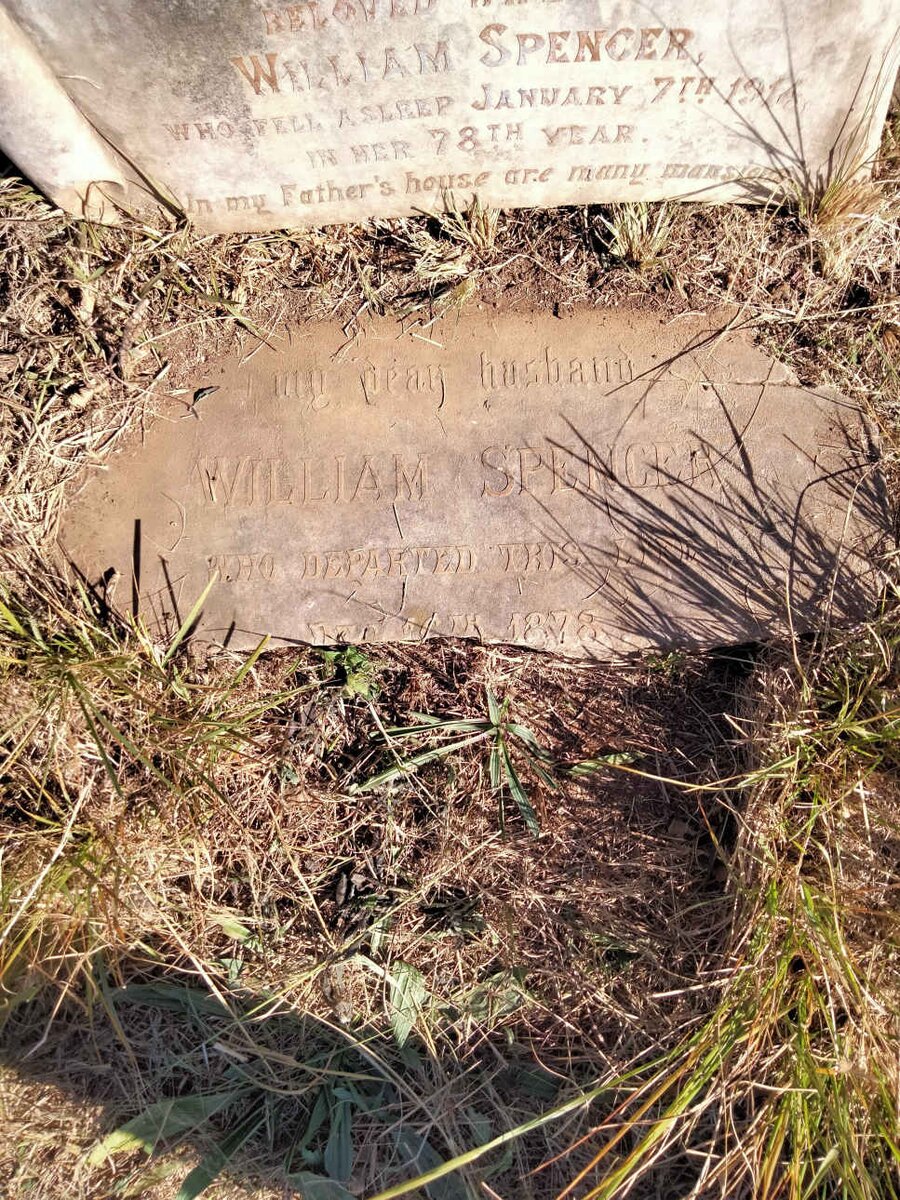 BELOVED
WILLIAM SPENCER,
WHO FELL ASLEEP JANUARY 7TH
IN HER 78TH YEAR.
In my Father's house are many mansions
my dear husband
WILLIAM SPENCER
WHO DEPARTED THIS LIFE
1878